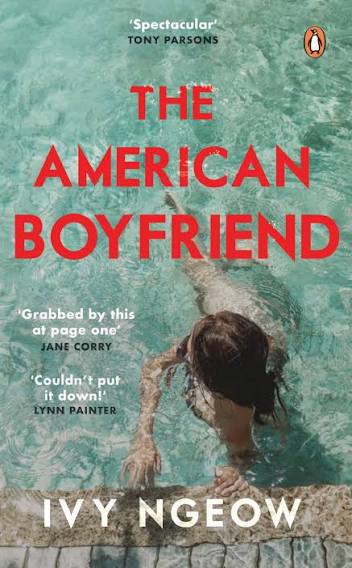 'Spectacular'
TONY PARSONS
THE
AMERICAN
BOYFRIEND
'Grabbed by this
at page one'
JANE CORRY
'Couldn't put
it down!'
LYNN PAINTER
IVY NGEOW